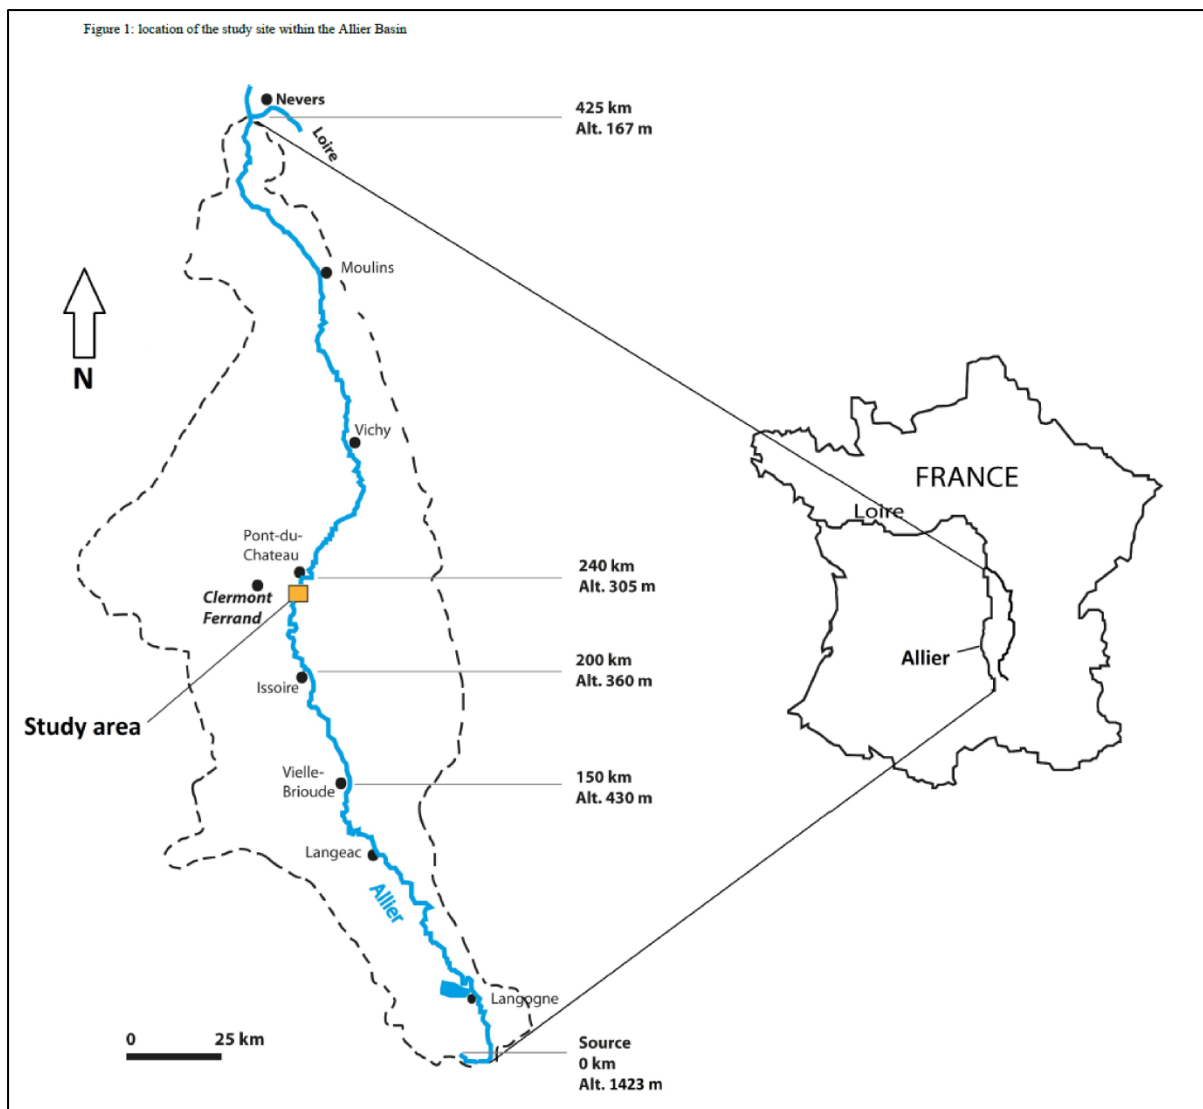 Figure 1: location of the study site within the Allier Basin
Nevers
Loire
425 km
Alt. 167 m
Moulins
N
Vichy
FRANCE
Loire
Pont-du-
Chateau
240 km
Alt. 305 m
Clermont
Ferrand
Allier
200 km
Alt. 360 m
Issoire
Study area
Vielle-
Brioude
150 km
Alt. 430 m
Langeac
Allier
Langogne
0 25 km
Source
0 km
Alt. 1423 m